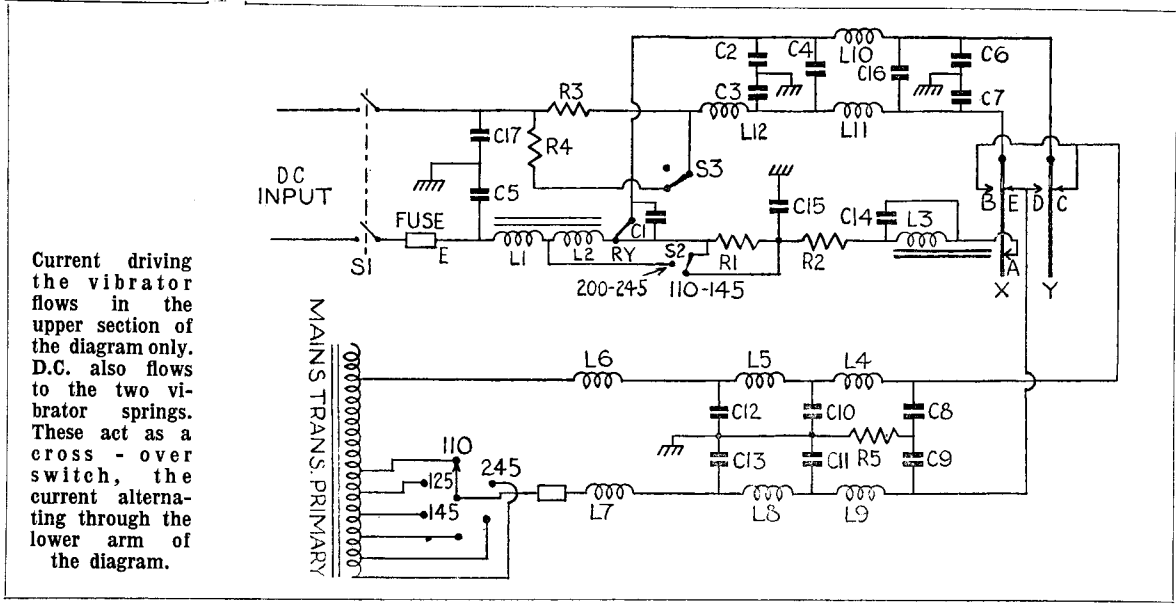 C2
C4
L10
C16
C6
R3
C3
C7
L12
L11
C17
R4
S3
DC
INPUT
C5
C15
C14
L3
B
E
D
C
FUSE
C1
E
L1
L2
RY
S2
R1
R2
A
S1
200-245
110-145
X
Y
Current driving
the vibrator
flows in the
upper section of
the diagram only.
D.C. also flows
to the two vi-
brator springs.
These act as a
cross - over
switch, the
current alterna-
ting through the
lower arm of
the diagram.
MAINS TRANS. PRIMARY
L6
L5
L4
C12
C10
C8
110
245
C13
C11
R5
C9
125
145
L7
L8
L9